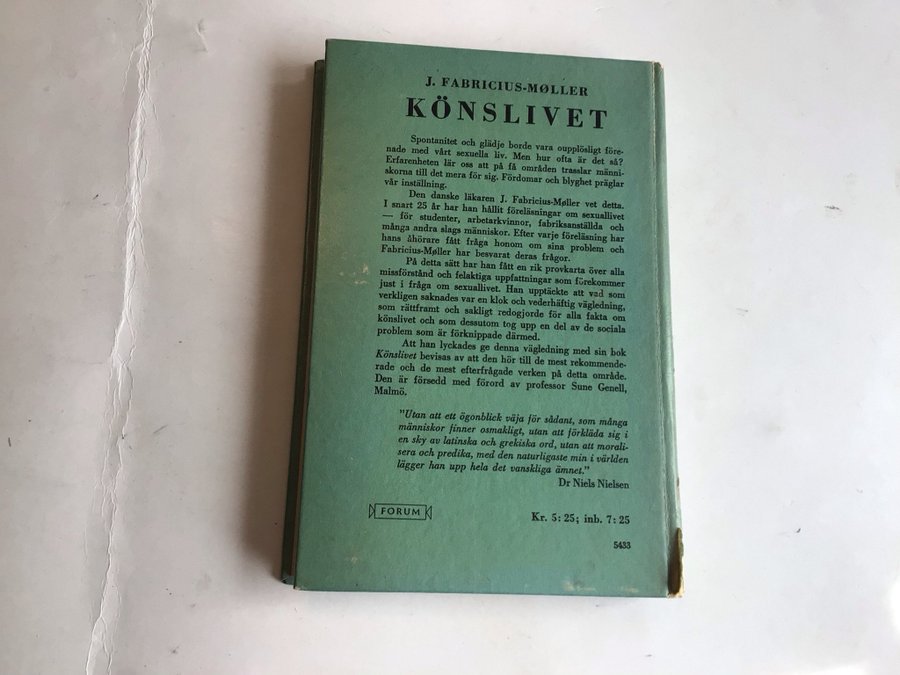 J. FABRICIUS-MØLLER
KÖNSLIVET
Spontanitet och glädje borde vara oupplösligt före-
nade med vårt sexuella liv. Men hur ofta är det så?
Erfarenheten lär oss att på få områden trasslar männi-
skorna till det mera för sig. Fördomar och blyghet präglar
vår inställning.
Den danske läkaren J. Fabricius-Møller vet detta.
I snart 25 år har han hållit föreläsningar om sexuallivet
— för studenter, arbetarkvinnor, fabriksanställda och
många andra slags människor. Efter varje föreläsning har
hans åhörare fått fråga honom om sina problem och
Fabricius-Møller har besvarat deras frågor.
På detta sätt har han fått en rik provkarta över alla
missförstånd och felaktiga uppfattningar som förekommer
just i fråga om sexuallivet. Han upptäckte att vad som
verkligen saknades var en klok och vederhäftig vägledning,
som rättframt och sakligt redogjorde för alla fakta om
könslivet och som dessutom tog upp en del av de sociala
problem som är förknippade därmed.
Att han lyckades ge denna vägledning med sin bok
Könslivet bevisas av att den hör till de mest rekommende-
rade och de mest efterfrågade verken på detta område.
Den är försedd med förord av professor Sune Genell,
Malmö.
"Utan att ett ögonblick väja för sådant, som många
människor finner osmakligt, utan att förkläda sig i
en sky av latinska och grekiska ord, utan att morali-
sera och predika, med den naturligaste min i världen
lägger han upp hela det vanskliga ämnet."
Dr Niels Nielsen
FORUM
Kr. 5: 25; inb. 7: 25
5433